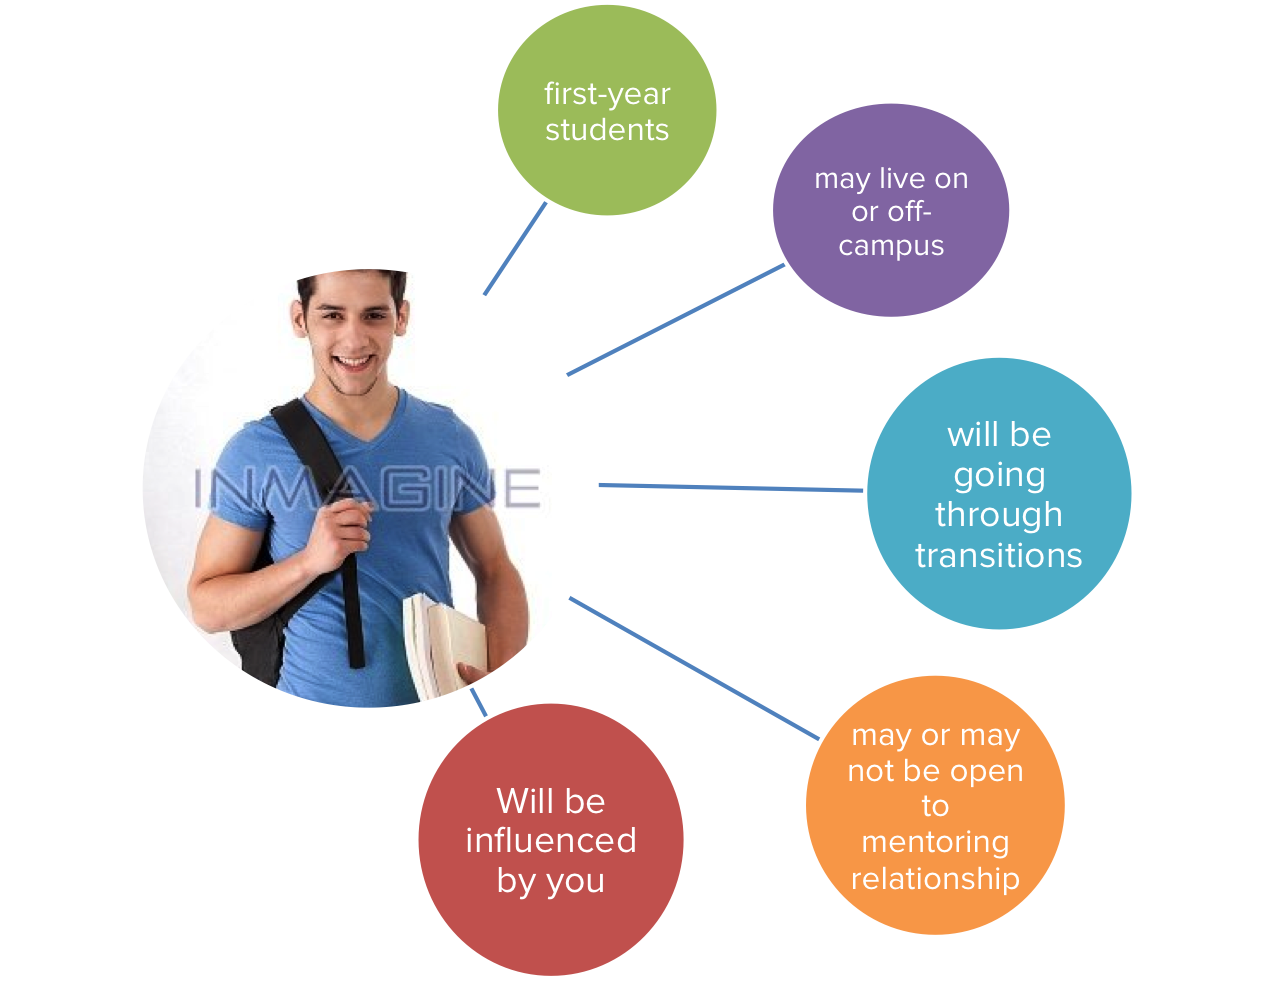 first-year
students
may live on
or off-
campus
will be
going
through
transitions
may or may
not be open
to
mentoring
relationship
Will be
influenced
by you
INMAGINE